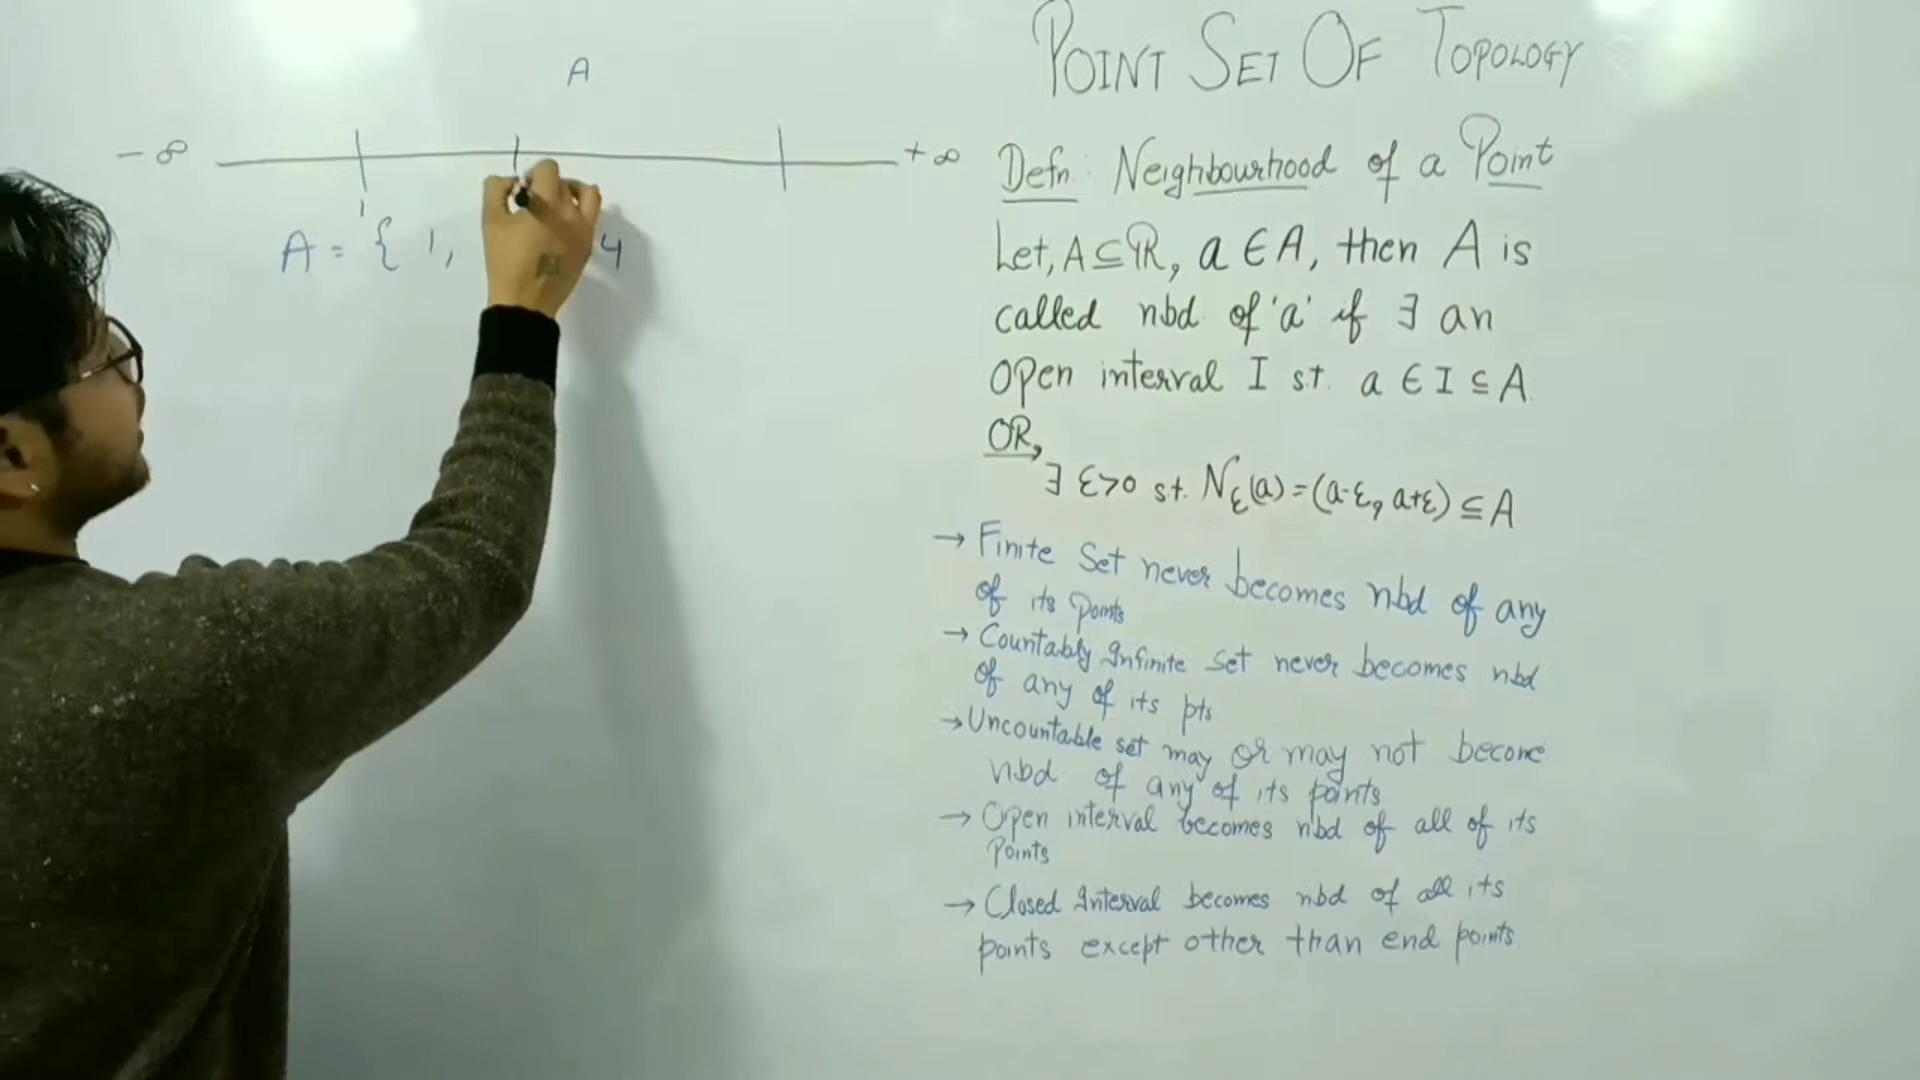 POINT SET OF TOPOLOGY
A
- ∞ + ∞
1
A = { 1, 4
Defn: Neighbourhood of a Point
Let, A ⊆ ℝ, a ∈ A, then A is
called nbd. of 'a' if ∃ an
open interval I s.t. a ∈ I ⊆ A.
OR,
∃ ε>0 s.t. Nε(a) = (a-ε, a+ε) ⊆ A
→ Finite Set never becomes nbd of any
of its points
→ Countably Infinite set never becomes nbd
of any of its pts
→ Uncountable set may or may not become
nbd of any of its points
→ Open interval becomes nbd of all of its
points
→ Closed Interval becomes nbd of all its
points except other than end points.